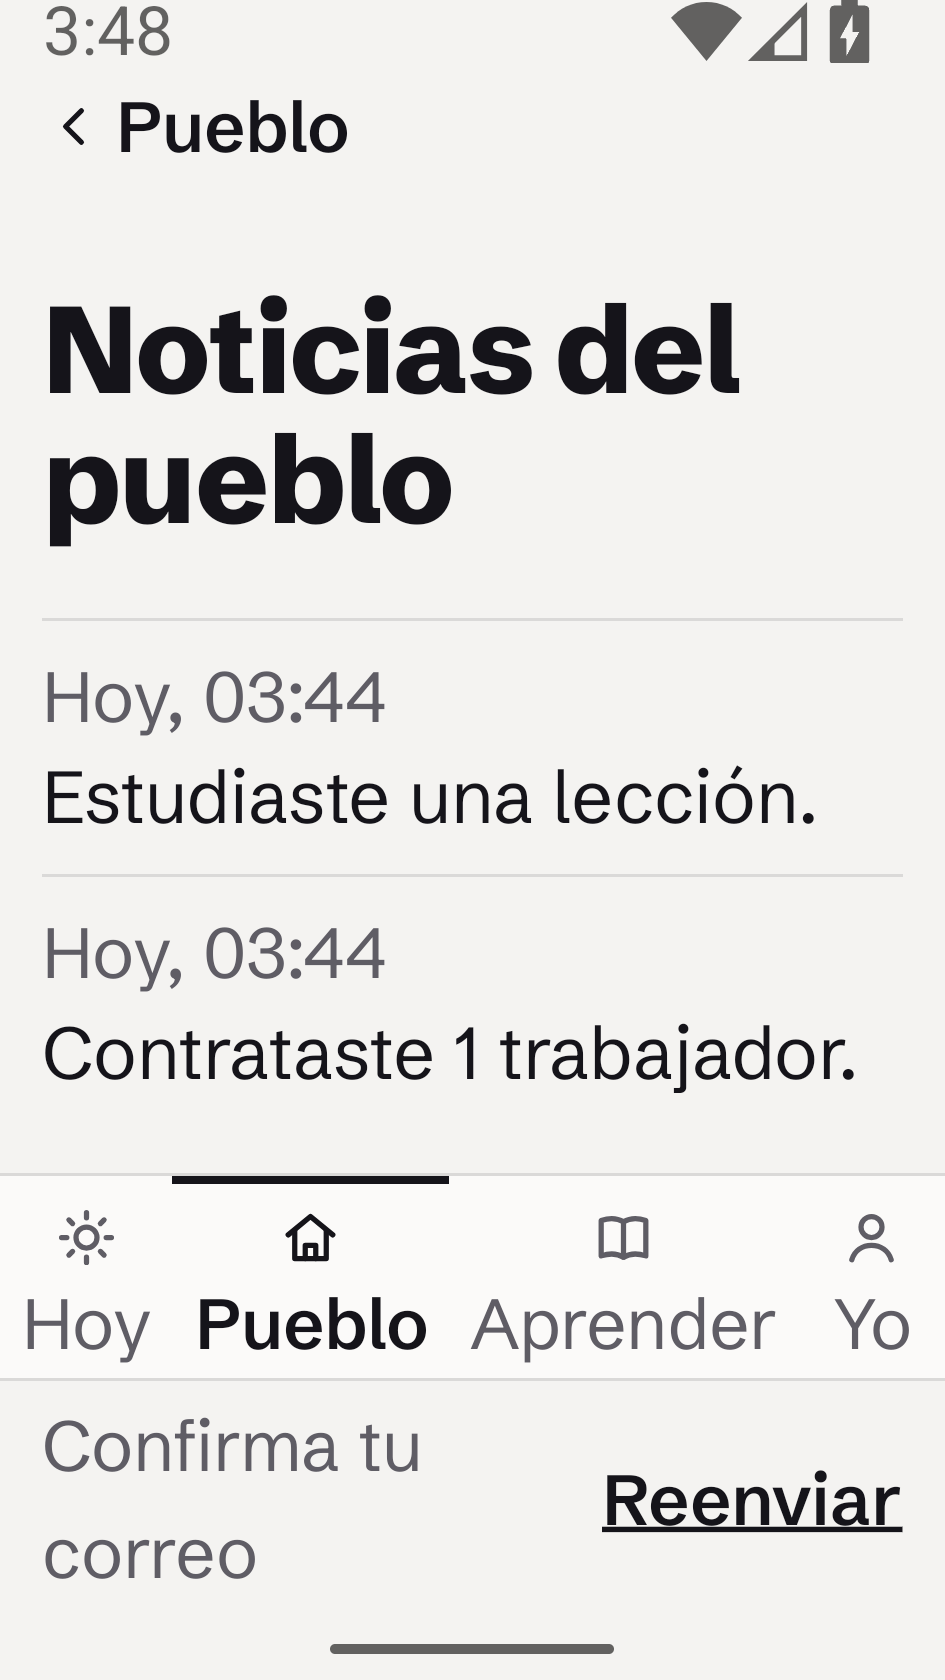 3:48
Pueblo
Noticias del
pueblo
Hoy, 03:44
Estudiaste una lección.
Hoy, 03:44
Contrataste 1 trabajador.
Hoy
Pueblo
Aprender
Yo
Confirma tu
correo
Reenviar